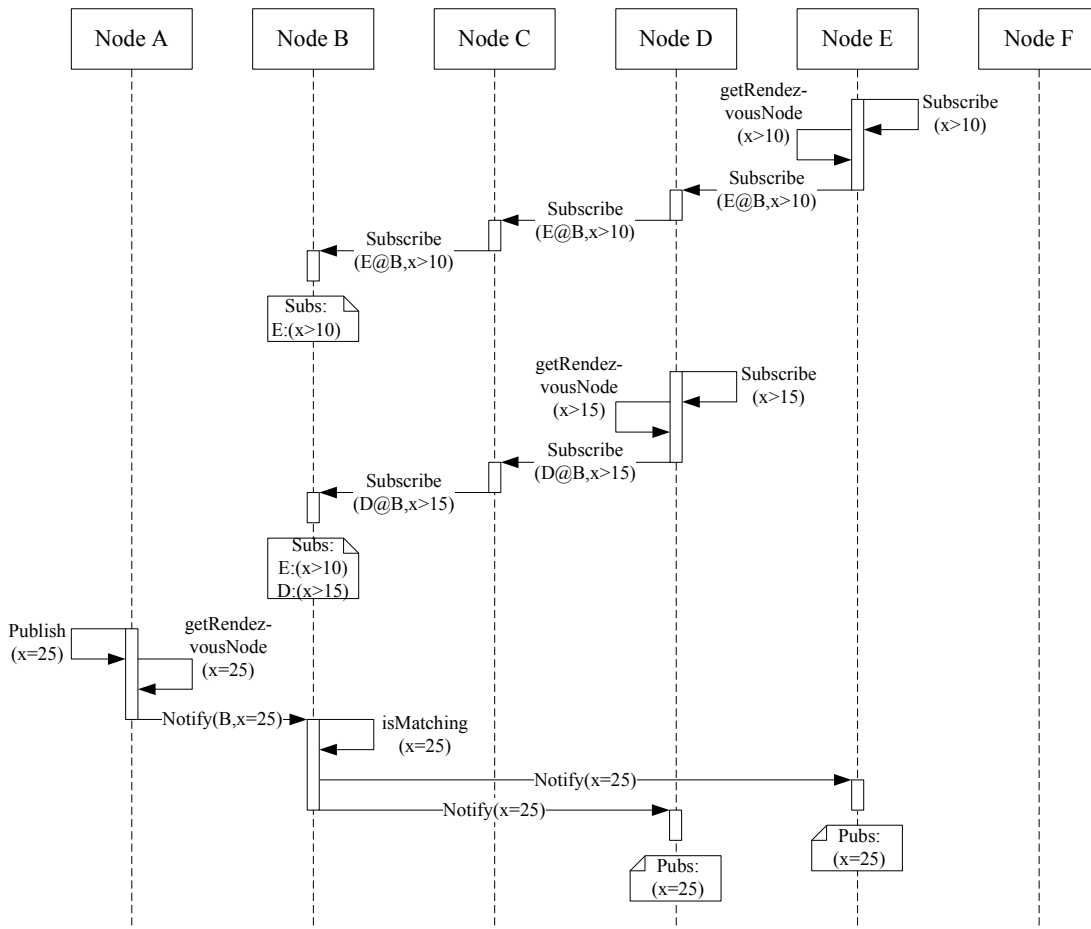 Node A
Node B
Node C
Node D
Node E
Node F
getRendez-
vousNode
(x>10)
Subscribe
(x>10)
Subscribe
(E@B,x>10)
Subscribe
(E@B,x>10)
Subscribe
(E@B,x>10)
Subs:
E:(x>10)
getRendez-
vousNode
(x>15)
Subscribe
(x>15)
Subscribe
(D@B,x>15)
Subscribe
(D@B,x>15)
Subs:
E:(x>10)
D:(x>15)
Publish
(x=25)
getRendez-
vousNode
(x=25)
Notify(B,x=25)
isMatching
(x=25)
Notify(x=25)
Notify(x=25)
Pubs:
(x=25)
Pubs:
(x=25)